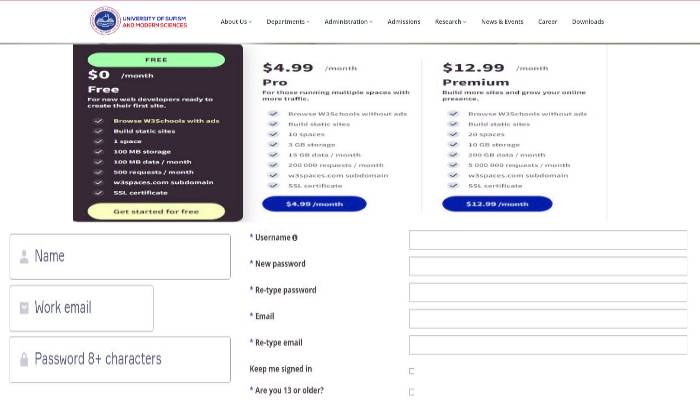 UNIVERSITY OF SUFISM
AND MODERN SCIENCES
About Us Departments Administration Admissions Research News & Events Career Downloads
FREE
$0 /month
Free
For new web developers ready to
create their first site.
Browse W3Schools with ads
Build static sites
1 space
100 MB storage
100 MB data / month
500 requests / month
w3spaces.com subdomain
SSL certificate
Get started for free
$4.99 /month
Pro
For those running multiple spaces with
more traffic.
Browse W3Schools without ads
Build static sites
10 spaces
3 GB storage
15 GB data / month
200 000 requests / month
w3spaces.com subdomain
SSL certificate
$4.99 /month
$12.99 /month
Premium
Build more sites and grow your online
presence.
Browse W3Schools without ads
Build static sites
20 spaces
10 GB storage
200 GB data / month
5 000 000 requests / month
w3spaces.com subdomain
SSL certificate
$12.99 /month
Name
Work email
Password 8+ characters
* Username
* New password
* Re-type password
* Email
* Re-type email
Keep me signed in
* Are you 13 or older?